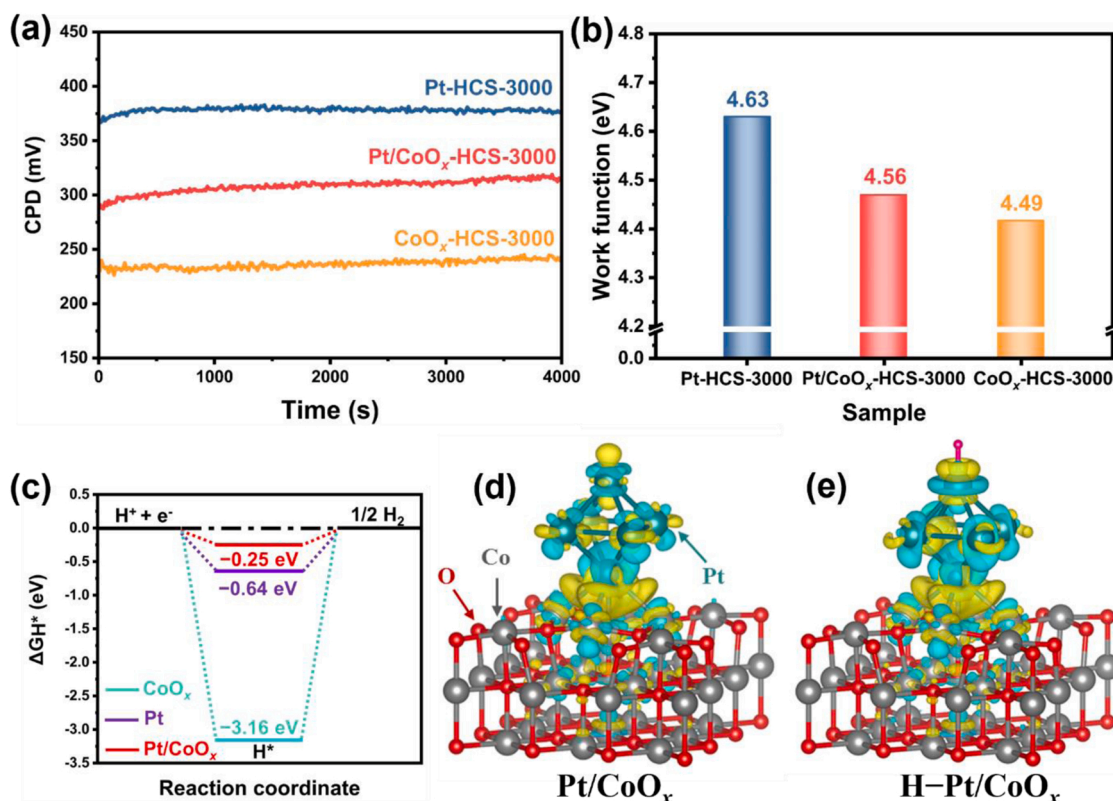 (a)
450
400
350
300
250
200
150
CPD (mV)
Pt-HCS-3000
Pt/CoOₓ-HCS-3000
CoOₓ-HCS-3000
0
1000
2000
3000
4000
Time (s)
(b)
4.8
4.7
4.6
4.5
4.4
4.3
4.2
0.0
Work function (eV)
4.63
4.56
4.49
Pt-HCS-3000
Pt/CoOₓ-HCS-3000
CoOₓ-HCS-3000
Sample
(c)
0.5
0.0
-0.5
-1.0
-1.5
-2.0
-2.5
-3.0
-3.5
ΔGH* (eV)
H⁺ + e⁻
1/2 H₂
−0.25 eV
−0.64 eV
−3.16 eV
H*
CoOₓ
Pt
Pt/CoOₓ
Reaction coordinate
(d)
Co
O
Pt
Pt/CoOₓ
(e)
H−Pt/CoOₓ